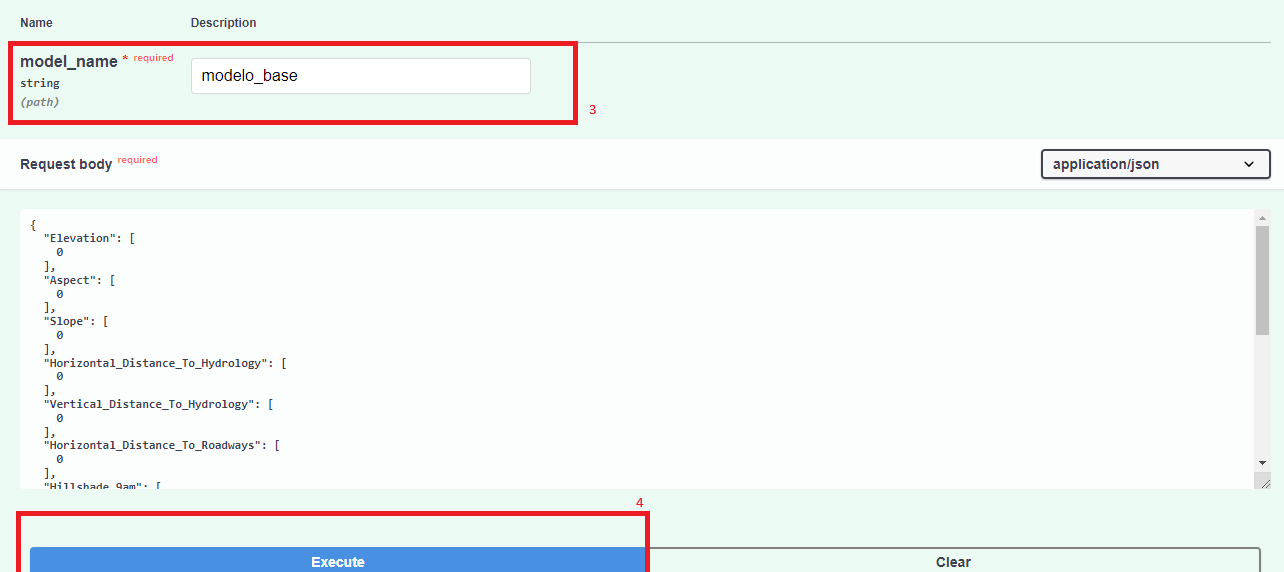 Name Description
model_name * required
string
(path)
modelo_base
3
Request body required
application/json
{
"Elevation": [
0
],
"Aspect": [
0
],
"Slope": [
0
],
"Horizontal_Distance_To_Hydrology": [
0
],
"Vertical_Distance_To_Hydrology": [
0
],
"Horizontal_Distance_To_Roadways": [
0
],
"Hillshade_9am": [
4
Execute Clear